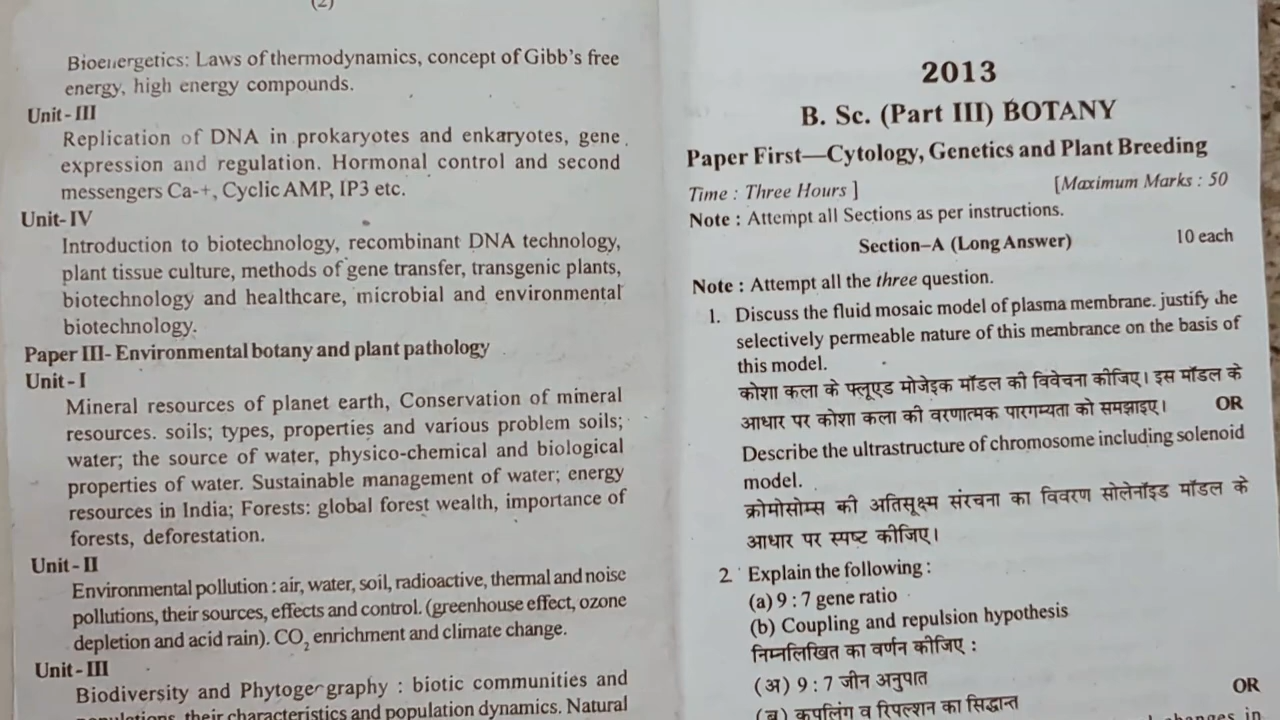 (2)
Bioenergetics: Laws of thermodynamics, concept of Gibb's free
energy, high energy compounds.
Unit - III
Replication of DNA in prokaryotes and enkaryotes, gene
expression and regulation. Hormonal control and second
messengers Ca-+, Cyclic AMP, IP3 etc.
Unit- IV
Introduction to biotechnology, recombinant DNA technology,
plant tissue culture, methods of gene transfer, transgenic plants,
biotechnology and healthcare, microbial and environmental
biotechnology.
Paper III- Environmental botany and plant pathology
Unit - I
Mineral resources of planet earth, Conservation of mineral
resources. soils; types, properties and various problem soils;
water; the source of water, physico-chemical and biological
properties of water. Sustainable management of water; energy
resources in India; Forests: global forest wealth, importance of
forests, deforestation.
Unit - II
Environmental pollution : air, water, soil, radioactive, thermal and noise
pollutions, their sources, effects and control. (greenhouse effect, ozone
depletion and acid rain). CO₂ enrichment and climate change.
Unit - III
Biodiversity and Phytogergraphy : biotic communities and
their characteristics and population dynamics. Natural
2013
B. Sc. (Part III) BOTANY
Paper First—Cytology, Genetics and Plant Breeding
Time : Three Hours ] [Maximum Marks : 50
Note : Attempt all Sections as per instructions.
Section–A (Long Answer) 10 each
Note : Attempt all the three question.
1. Discuss the fluid mosaic model of plasma membrane. justify the
selectively permeable nature of this membrance on the basis of
this model.
कोशा कला के फ्लूएड मोजेइक मॉडल की विवेचना कीजिए। इस मॉडल के
आधार पर कोशा कला की वरणात्मक पारगम्यता को समझाइए। OR
Describe the ultrastructure of chromosome including solenoid
model.
क्रोमोसोम्स की अतिसूक्ष्म संरचना का विवरण सोलेनॉइड मॉडल के
आधार पर स्पष्ट कीजिए।
2. Explain the following :
(a) 9 : 7 gene ratio
(b) Coupling and repulsion hypothesis
निम्नलिखित का वर्णन कीजिए :
(अ) 9 : 7 जीन अनुपात
(ब) कपलिंग व रिपल्शन का सिद्धान्त OR
changes in